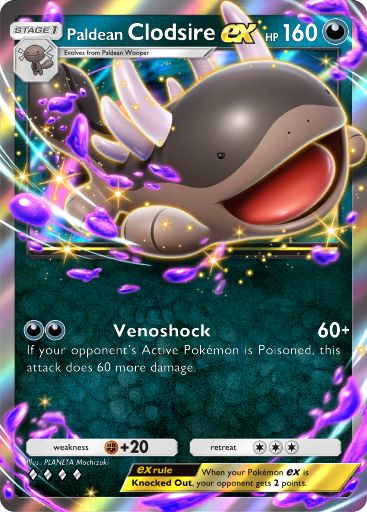 STAGE 1 Paldean Clodsire ex HP 160
Evolves from Paldean Wooper
Venoshock 60+
If your opponent's Active Pokémon is Poisoned, this
attack does 60 more damage.
weakness +20 retreat
Illus. PLANETA Mochizuki
ex rule When your Pokémon ex is
Knocked Out, your opponent gets 2 points.